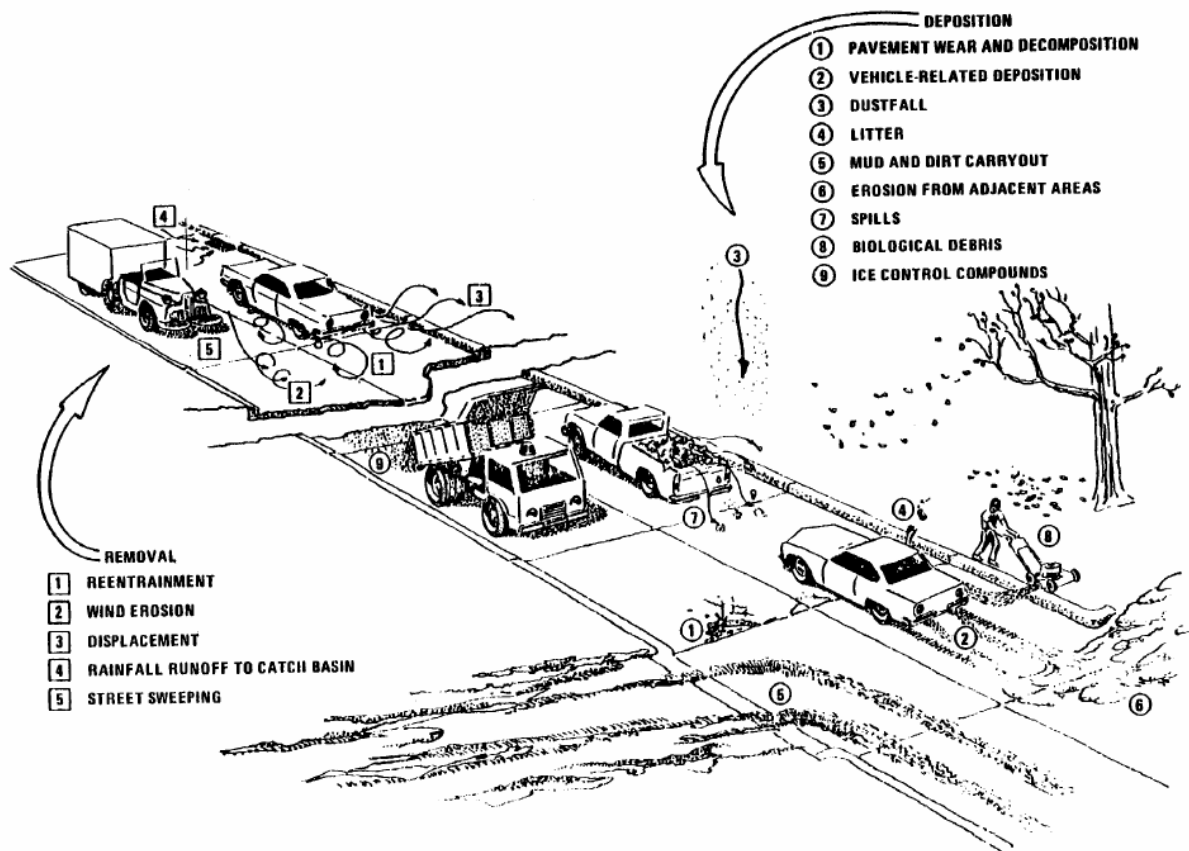 DEPOSITION
1 PAVEMENT WEAR AND DECOMPOSITION
2 VEHICLE-RELATED DEPOSITION
3 DUSTFALL
4 LITTER
5 MUD AND DIRT CARRYOUT
6 EROSION FROM ADJACENT AREAS
7 SPILLS
8 BIOLOGICAL DEBRIS
9 ICE CONTROL COMPOUNDS
4
3
3
5
1
2
9
7
4
8
1
2
5
6
REMOVAL
1 REENTRAINMENT
2 WIND EROSION
3 DISPLACEMENT
4 RAINFALL RUNOFF TO CATCH BASIN
5 STREET SWEEPING